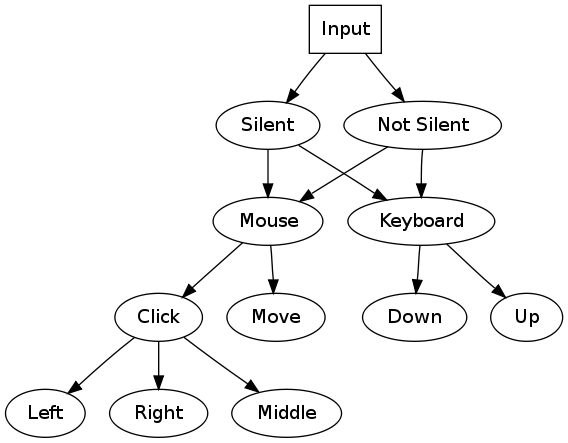 Input
Silent
Not Silent
Mouse
Keyboard
Click
Move
Down
Up
Left
Right
Middle